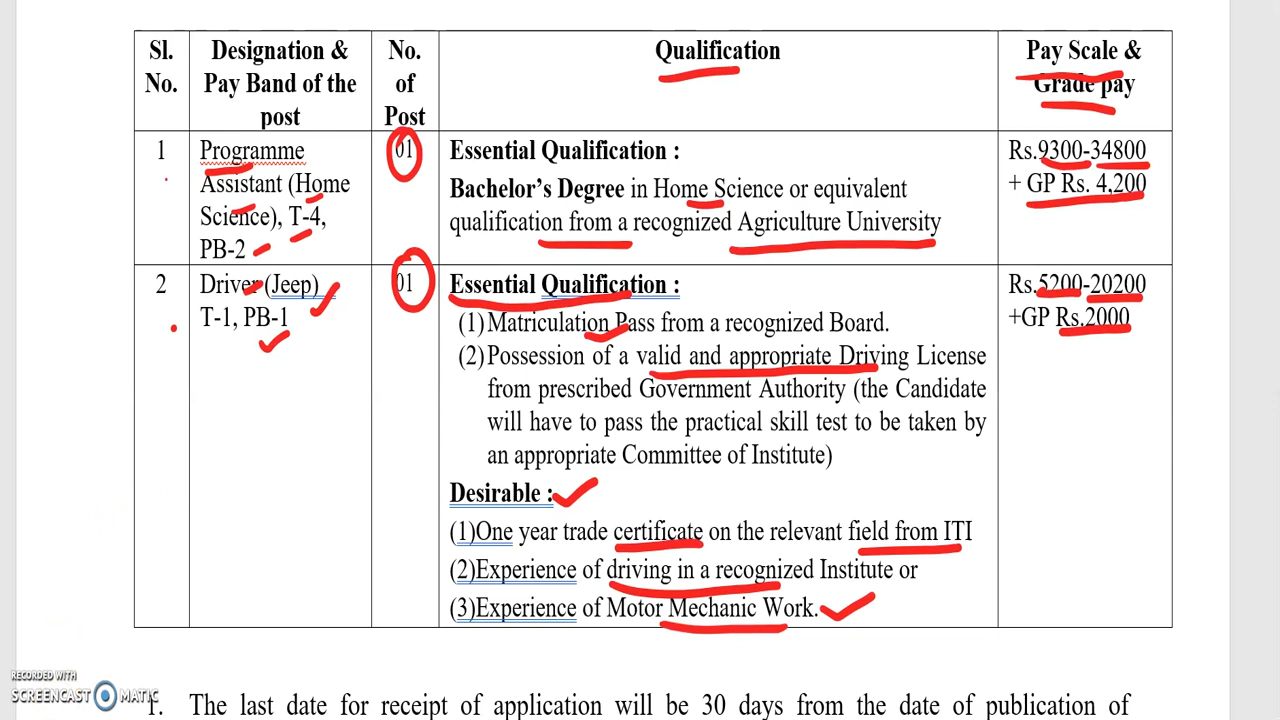 Sl. No.
Designation & Pay Band of the post
No. of Post
Qualification
Pay Scale & Grade pay
1
Programme Assistant (Home Science), T-4, PB-2
01
Essential Qualification :
Bachelor's Degree in Home Science or equivalent
qualification from a recognized Agriculture University
Rs.9300-34800
+ GP Rs. 4,200
2
Driver (Jeep)
T-1, PB-1
01
Essential Qualification :
(1) Matriculation Pass from a recognized Board.
(2) Possession of a valid and appropriate Driving License
from prescribed Government Authority (the Candidate
will have to pass the practical skill test to be taken by
an appropriate Committee of Institute)
Desirable :
(1)One year trade certificate on the relevant field from ITI
(2)Experience of driving in a recognized Institute or
(3)Experience of Motor Mechanic Work.
Rs.5200-20200
+GP Rs.2000
RECORDED WITH
SCREENCAST MATIC
1. The last date for receipt of application will be 30 days from the date of publication of